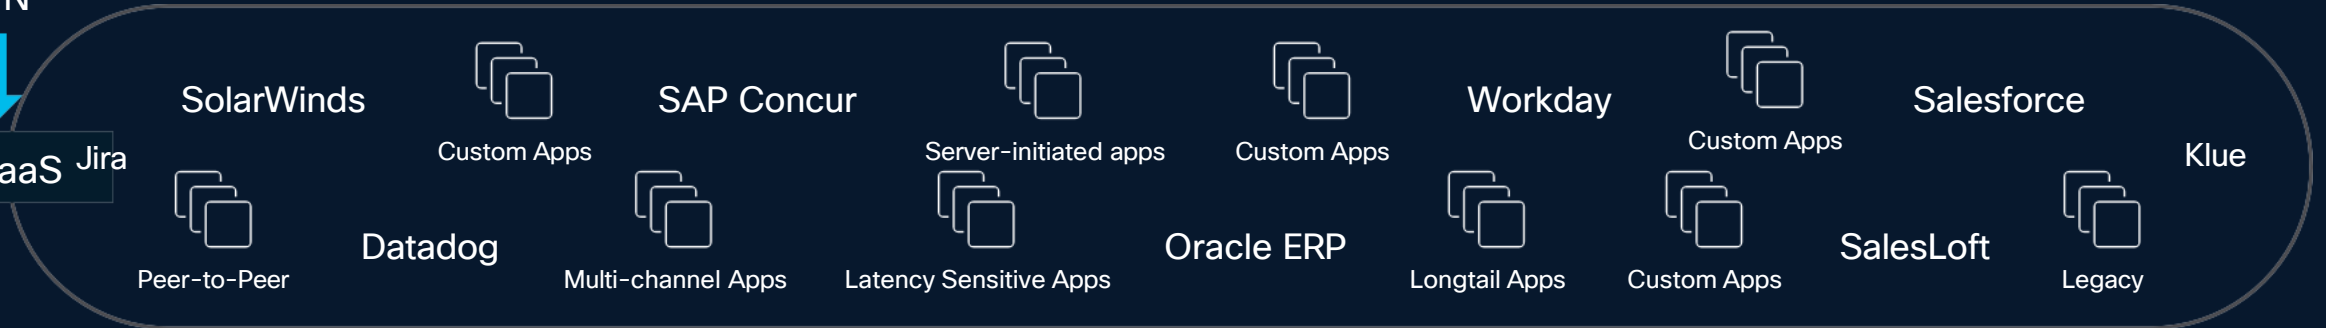 SolarWinds
Custom Apps
SAP Concur
Server-initiated apps
Custom Apps
Workday
Custom Apps
Salesforce
Jira
Klue
Peer-to-Peer
Datadog
Multi-channel Apps
Latency Sensitive Apps
Oracle ERP
Longtail Apps
Custom Apps
SalesLoft
Legacy